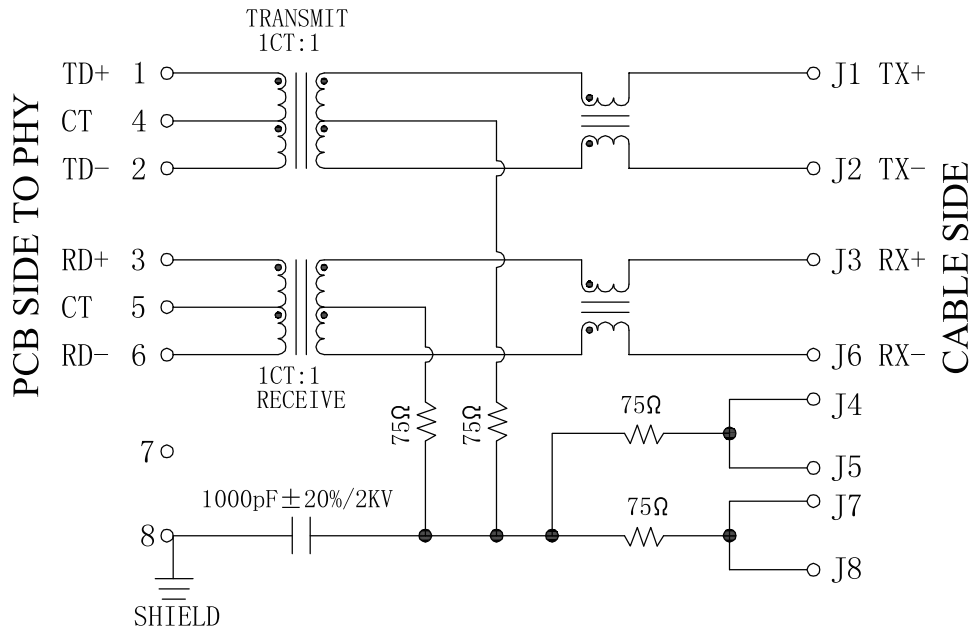 TRANSMIT
1CT:1
TD+ 1
CT 4
TD- 2
J1 TX+
J2 TX-
RD+ 3
CT 5
RD- 6
J3 RX+
J6 RX-
1CT:1
RECEIVE
PCB SIDE TO PHY
CABLE SIDE
75Ω
75Ω
75Ω
J4
J5
7
1000pF±20%/2KV
75Ω
J7
8
J8
SHIELD